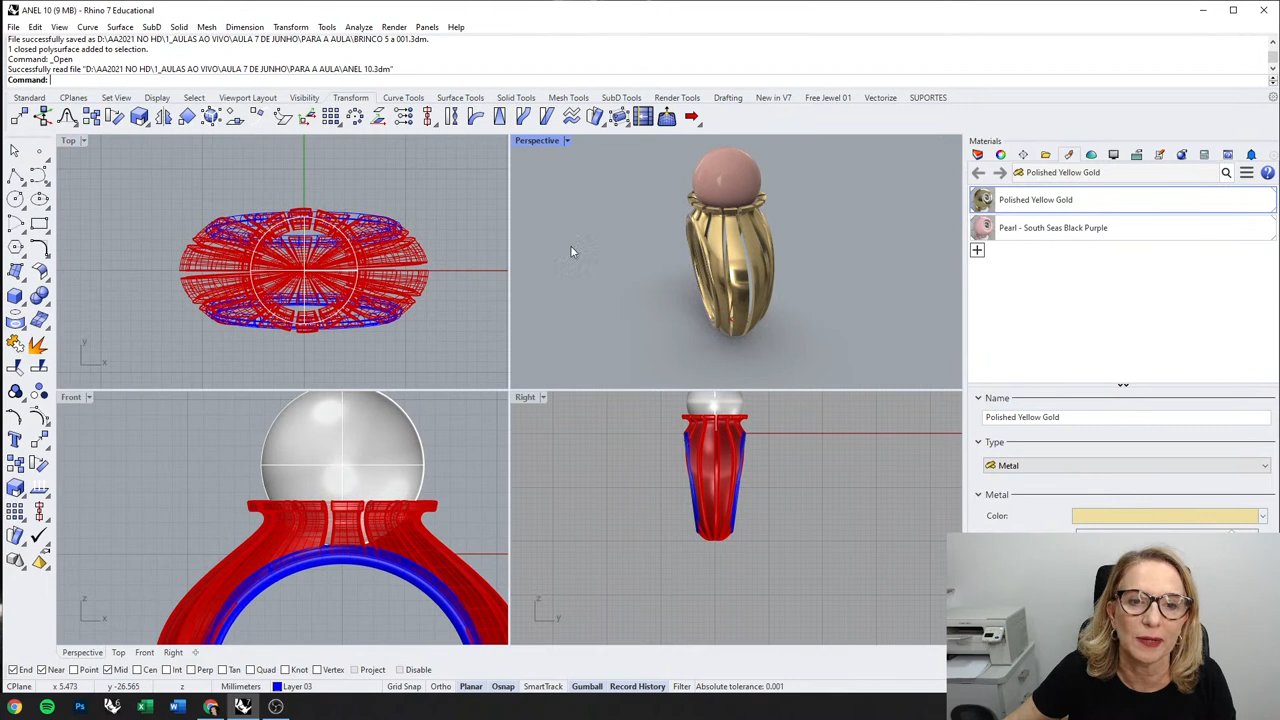 ANEL 10 (9 MB) - Rhino 7 Educational
File Edit View Curve Surface SubD Solid Mesh Dimension Transform Tools Analyze Render Panels Help
File successfully saved as D:\AA2021 NO HD\1_AULAS AO VIVO\AULA 7 DE JUNHO\PARA A AULA\BRINCO 5 a 001.3dm.
1 closed polysurface added to selection.
Command: _Open
Successfully read file "D:\AA2021 NO HD\1_AULAS AO VIVO\AULA 7 DE JUNHO\PARA A AULA\ANEL 10.3dm"
Command:
Standard CPlanes Set View Display Select Viewport Layout Visibility Transform Curve Tools Surface Tools Solid Tools Mesh Tools SubD Tools Render Tools Drafting New in V7 Free Jewel 01 Vectorize SUPORTES
Top
Perspective
Materials
Polished Yellow Gold
Polished Yellow Gold
Pearl - South Seas Black Purple
y
x
Front
Right
Name
Polished Yellow Gold
Type
Metal
Metal
Color:
z
x
z
y
Perspective Top Front Right
End Near Point Mid Cen Int Perp Tan Quad Knot Vertex Project Disable
CPlane x 5.473 y -26.565 z Millimeters Layer 03 Grid Snap Ortho Planar Osnap SmartTrack Gumball Record History Filter Absolute tolerance: 0.001